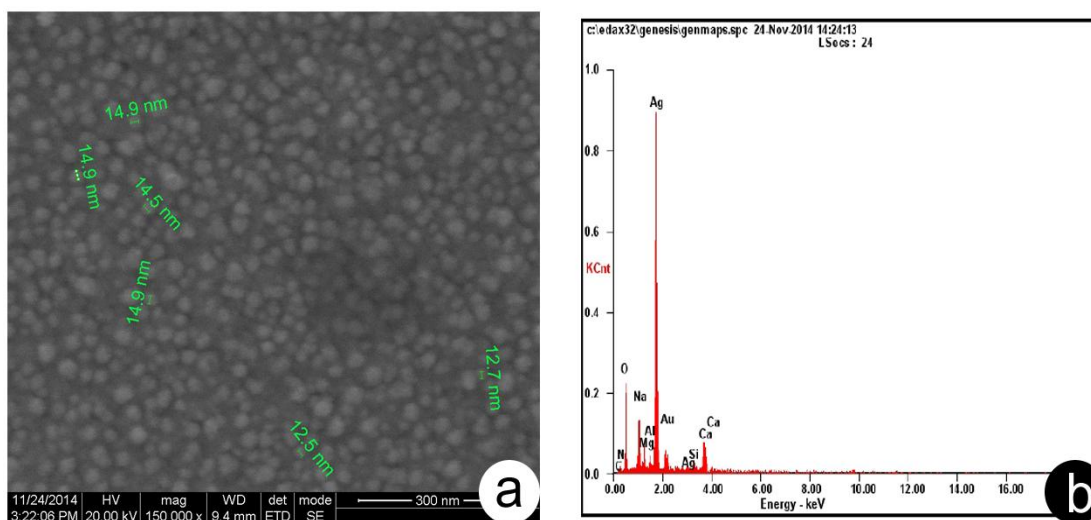 14.9 nm
14.9 nm
14.5 nm
14.9 nm
12.7 nm
12.5 nm
11/24/2014 HV mag WD det mode
3:22:06 PM 20.00 kV 150 000 x 9.4 mm ETD SE
300 nm
a
c:\edax32\genesis\genmaps.spc 24-Nov-2014 14:24:13
LSecs : 24
1.0
Ag
0.8
0.6
KCnt
0.4
O
Na
0.2
Au
Ca
Al
Ca
Mg
Si
N
Ag
C
0.0
0.00 2.00 4.00 6.00 8.00 10.00 12.00 14.00 16.00
Energy - keV
b